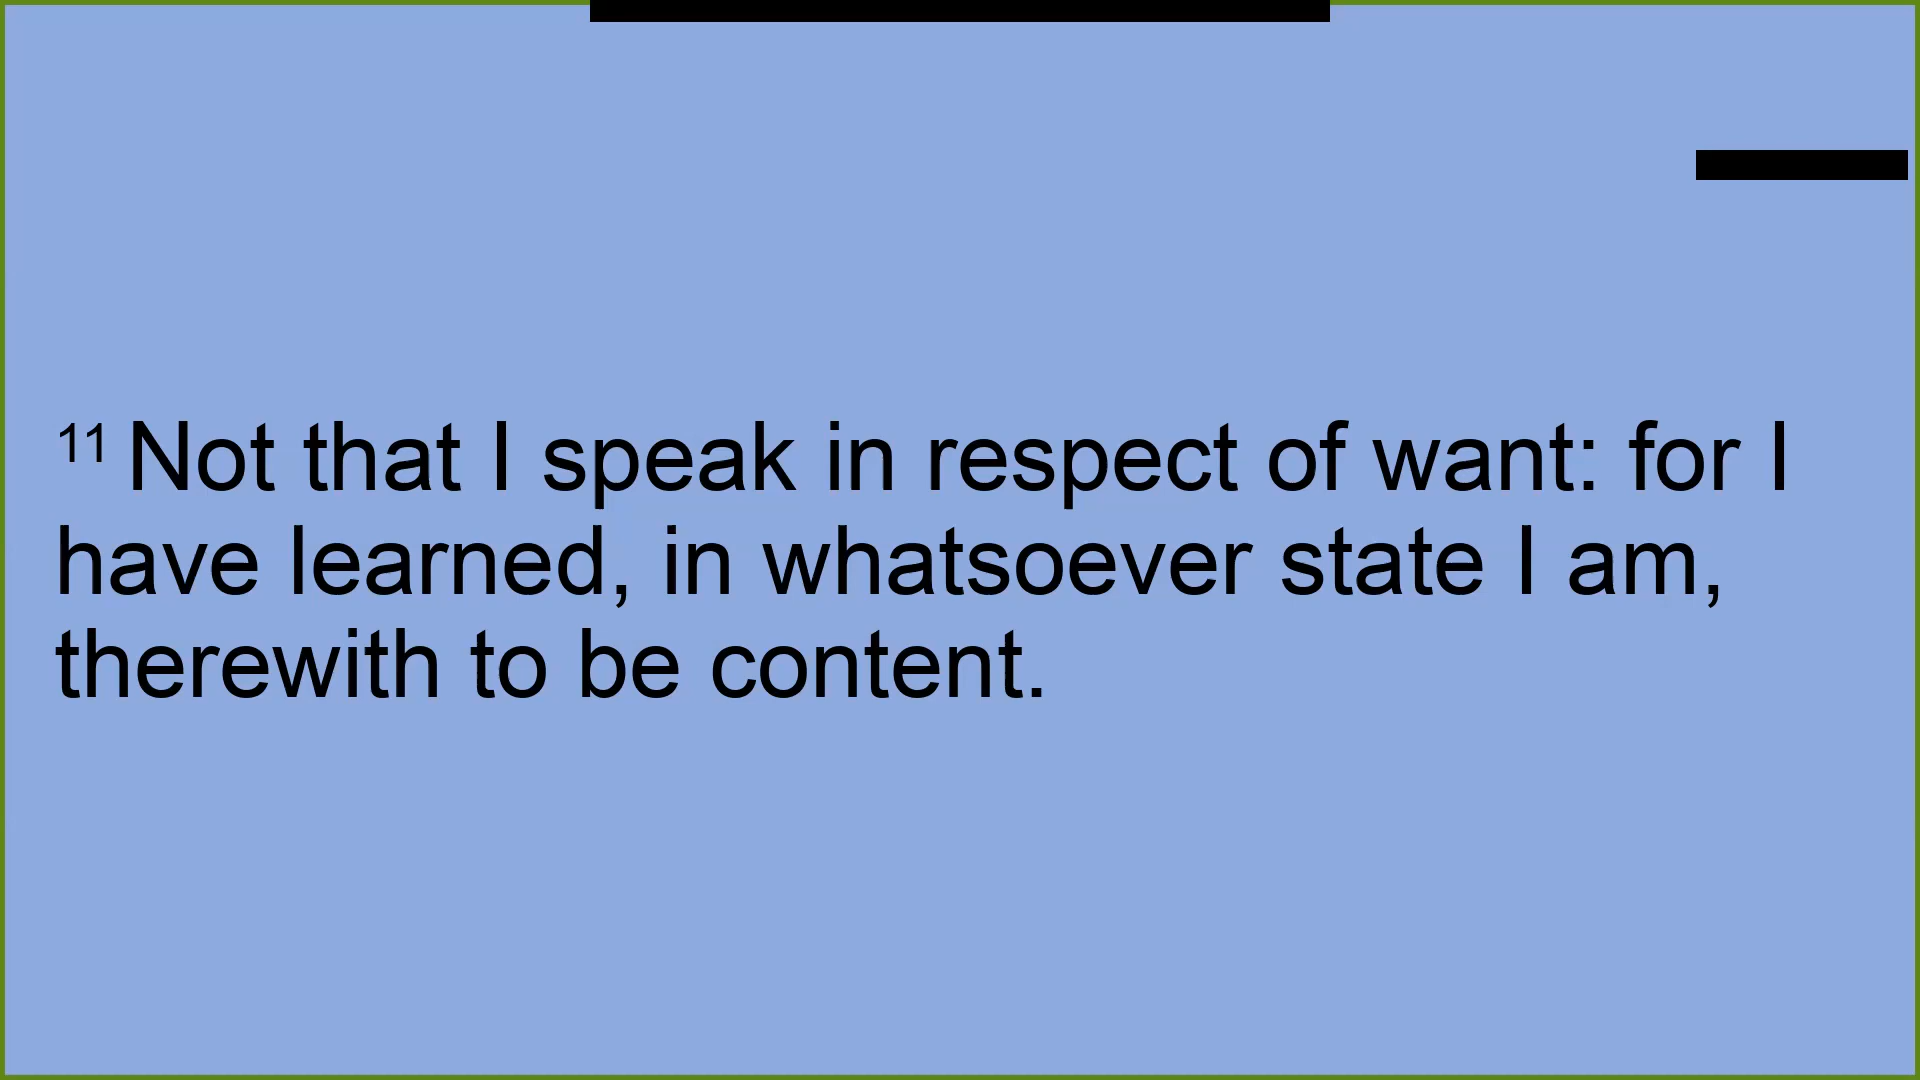 11 Not that I speak in respect of want: for I
have learned, in whatsoever state I am,
therewith to be content.